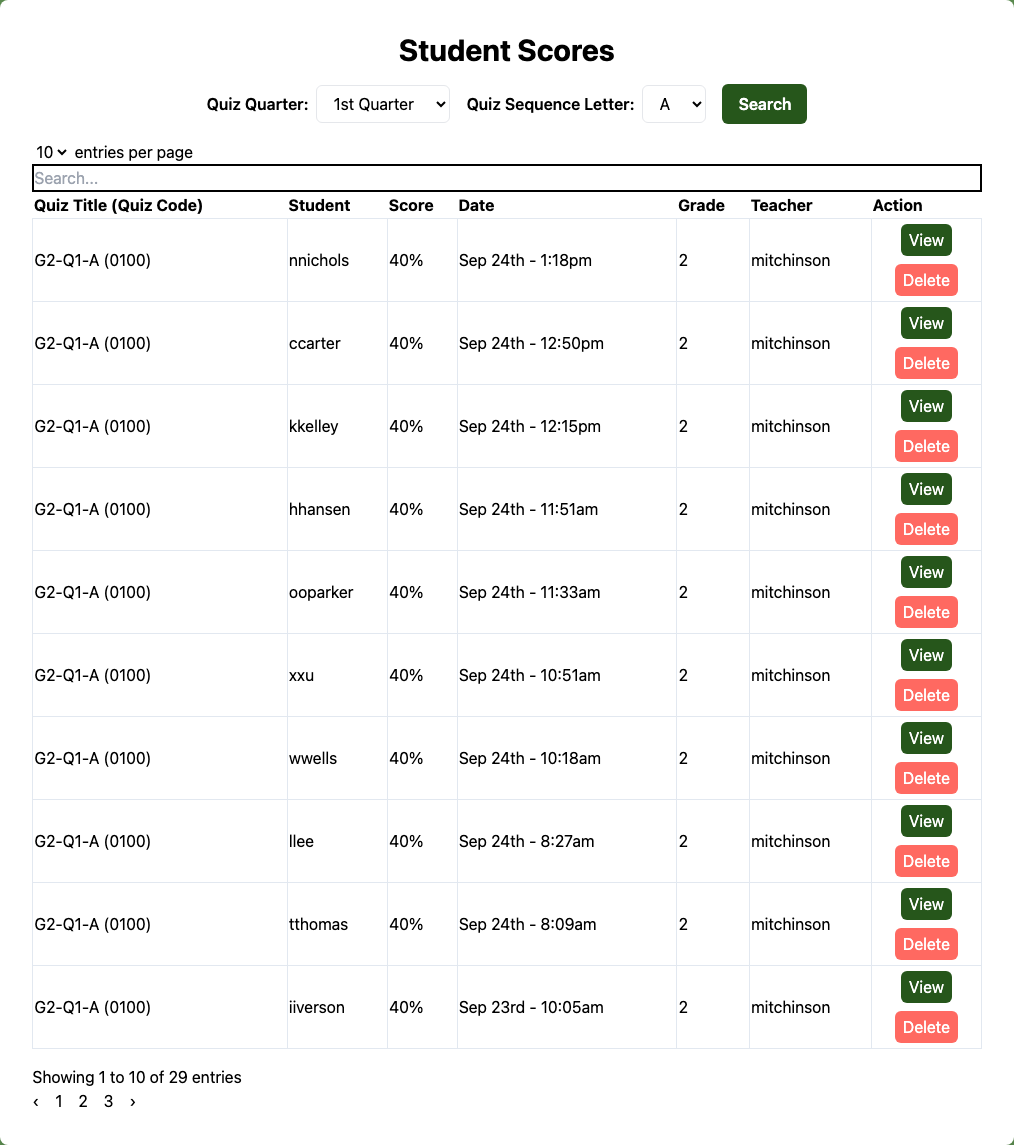 Student Scores
Quiz Quarter: 1st Quarter Quiz Sequence Letter: A Search
10 entries per page
Search...
Quiz Title (Quiz Code) Student Score Date Grade Teacher Action
G2-Q1-A (0100) nnichols 40% Sep 24th - 1:18pm 2 mitchinson View Delete
G2-Q1-A (0100) ccarter 40% Sep 24th - 12:50pm 2 mitchinson View Delete
G2-Q1-A (0100) kkelley 40% Sep 24th - 12:15pm 2 mitchinson View Delete
G2-Q1-A (0100) hhansen 40% Sep 24th - 11:51am 2 mitchinson View Delete
G2-Q1-A (0100) ooparker 40% Sep 24th - 11:33am 2 mitchinson View Delete
G2-Q1-A (0100) xxu 40% Sep 24th - 10:51am 2 mitchinson View Delete
G2-Q1-A (0100) wwells 40% Sep 24th - 10:18am 2 mitchinson View Delete
G2-Q1-A (0100) llee 40% Sep 24th - 8:27am 2 mitchinson View Delete
G2-Q1-A (0100) tthomas 40% Sep 24th - 8:09am 2 mitchinson View Delete
G2-Q1-A (0100) iiverson 40% Sep 23rd - 10:05am 2 mitchinson View Delete
Showing 1 to 10 of 29 entries
‹ 1 2 3 ›